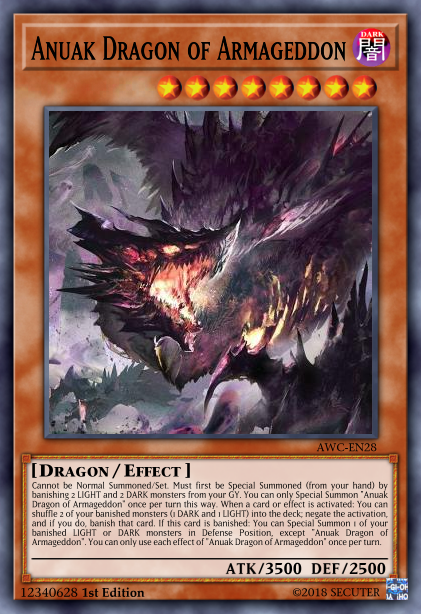 ANUAK DRAGON OF ARMAGEDDON
DARK
闇
AWC-EN28
[DRAGON / EFFECT ]
Cannot be Normal Summoned/Set. Must first be Special Summoned (from your hand) by
banishing 2 LIGHT and 2 DARK monsters from your GY. You can only Special Summon "Anuak
Dragon of Armageddon" once per turn this way. When a card or effect is activated: You can
shuffle 2 of your banished monsters (1 DARK and 1 LIGHT) into the deck; negate the activation,
and if you do, banish that card. If this card is banished: You can Special Summon 1 of your
banished LIGHT or DARK monsters in Defense Position, except "Anuak Dragon of
Armageddon". You can only use each effect of "Anuak Dragon of Armageddon" once per turn.
ATK/3500 DEF/2500
12340628 1st Edition
©2018 SECUTER